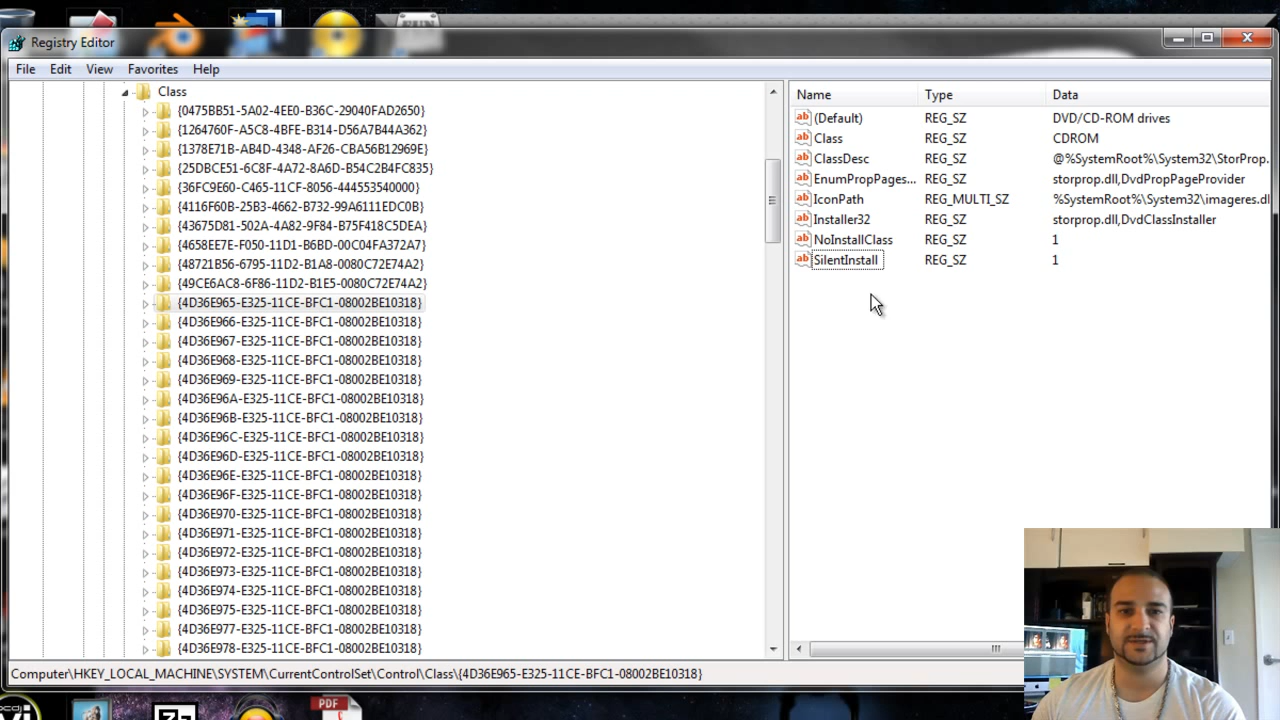 SUN
Registry Editor
File Edit View Favorites Help
Class
{0475BB51-5A02-4EE0-B36C-29040FAD2650}
{1264760F-A5C8-4BFE-B314-D56A7B44A362}
{1378E71B-AB4D-4348-AF26-CBA56B12969E}
{25DBCE51-6C8F-4A72-8A6D-B54C2B4FC835}
{36FC9E60-C465-11CF-8056-444553540000}
{4116F60B-25B3-4662-B732-99A6111EDC0B}
{43675D81-502A-4A82-9F84-B75F418C5DEA}
{4658EE7E-F050-11D1-B6BD-00C04FA372A7}
{48721B56-6795-11D2-B1A8-0080C72E74A2}
{49CE6AC8-6F86-11D2-B1E5-0080C72E74A2}
{4D36E965-E325-11CE-BFC1-08002BE10318}
{4D36E966-E325-11CE-BFC1-08002BE10318}
{4D36E967-E325-11CE-BFC1-08002BE10318}
{4D36E968-E325-11CE-BFC1-08002BE10318}
{4D36E969-E325-11CE-BFC1-08002BE10318}
{4D36E96A-E325-11CE-BFC1-08002BE10318}
{4D36E96B-E325-11CE-BFC1-08002BE10318}
{4D36E96C-E325-11CE-BFC1-08002BE10318}
{4D36E96D-E325-11CE-BFC1-08002BE10318}
{4D36E96E-E325-11CE-BFC1-08002BE10318}
{4D36E96F-E325-11CE-BFC1-08002BE10318}
{4D36E970-E325-11CE-BFC1-08002BE10318}
{4D36E971-E325-11CE-BFC1-08002BE10318}
{4D36E972-E325-11CE-BFC1-08002BE10318}
{4D36E973-E325-11CE-BFC1-08002BE10318}
{4D36E974-E325-11CE-BFC1-08002BE10318}
{4D36E975-E325-11CE-BFC1-08002BE10318}
{4D36E977-E325-11CE-BFC1-08002BE10318}
{4D36E978-E325-11CE-BFC1-08002BE10318}
Name Type Data
ab (Default) REG_SZ DVD/CD-ROM drives
ab Class REG_SZ CDROM
ab ClassDesc REG_SZ @%SystemRoot%\System32\StorProp.
ab EnumPropPages... REG_SZ storprop.dll,DvdPropPageProvider
ab IconPath REG_MULTI_SZ %SystemRoot%\System32\imageres.dl
ab Installer32 REG_SZ storprop.dll,DvdClassInstaller
ab NoInstallClass REG_SZ 1
ab SilentInstall REG_SZ 1
Computer\HKEY_LOCAL_MACHINE\SYSTEM\CurrentControlSet\Control\Class\{4D36E965-E325-11CE-BFC1-08002BE10318}
PDF